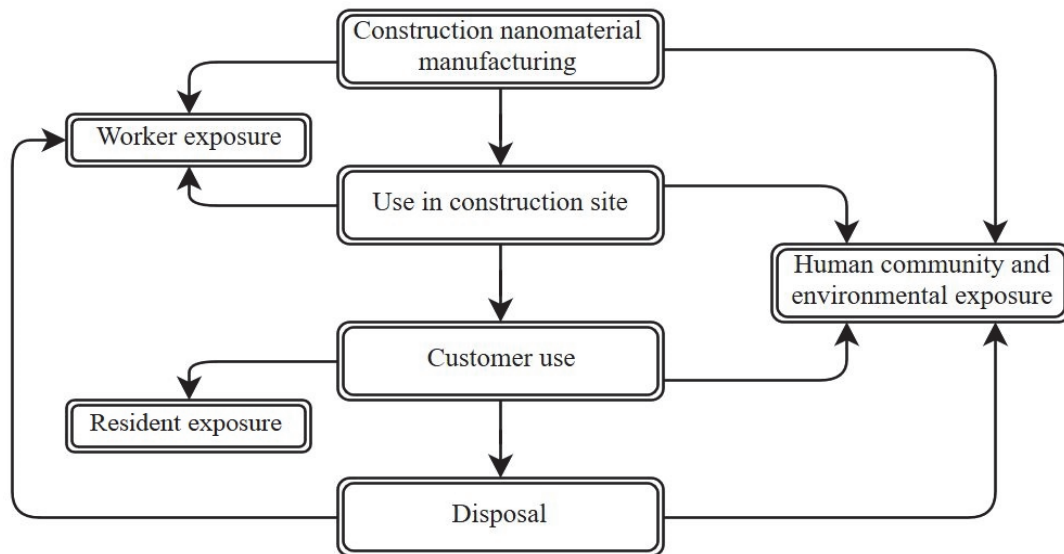 Construction nanomaterial
manufacturing
Worker exposure
Use in construction site
Human community and
environmental exposure
Customer use
Resident exposure
Disposal